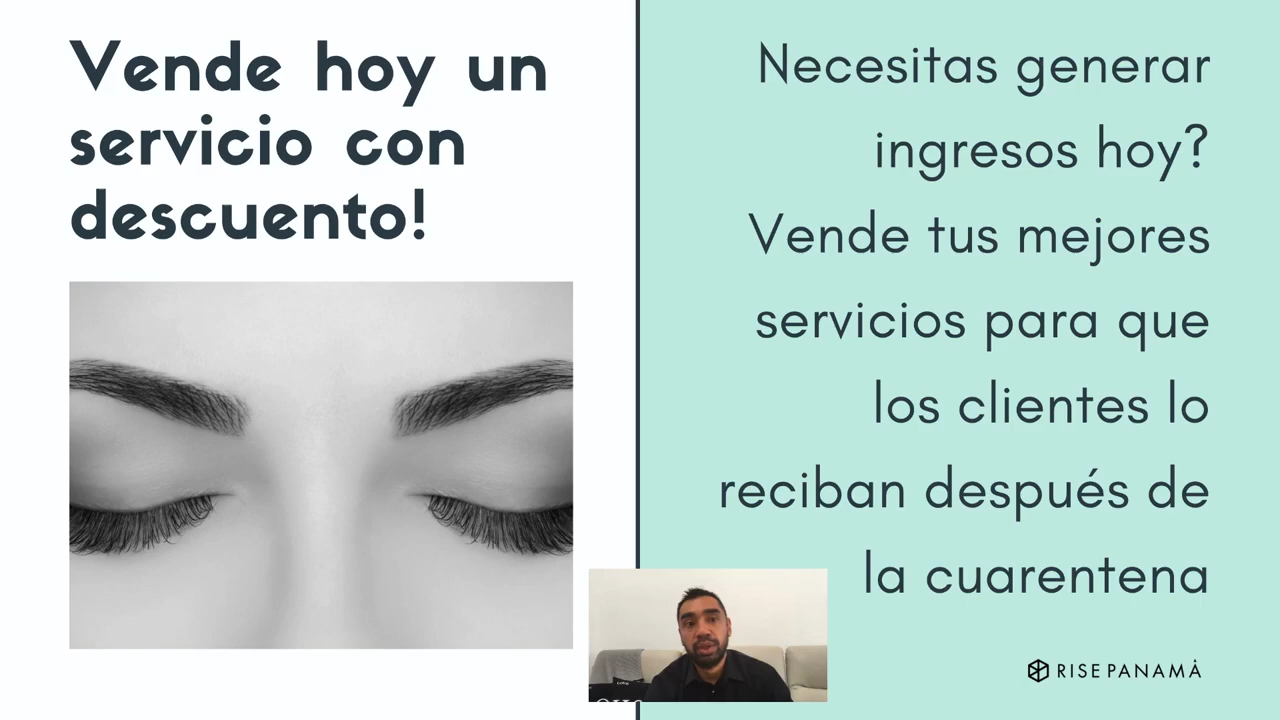 Vende hoy un
servicio con
descuento!
Necesitas generar
ingresos hoy?
Vende tus mejores
servicios para que
los clientes lo
reciban después de
la cuarentena
RISE PANAMÁ